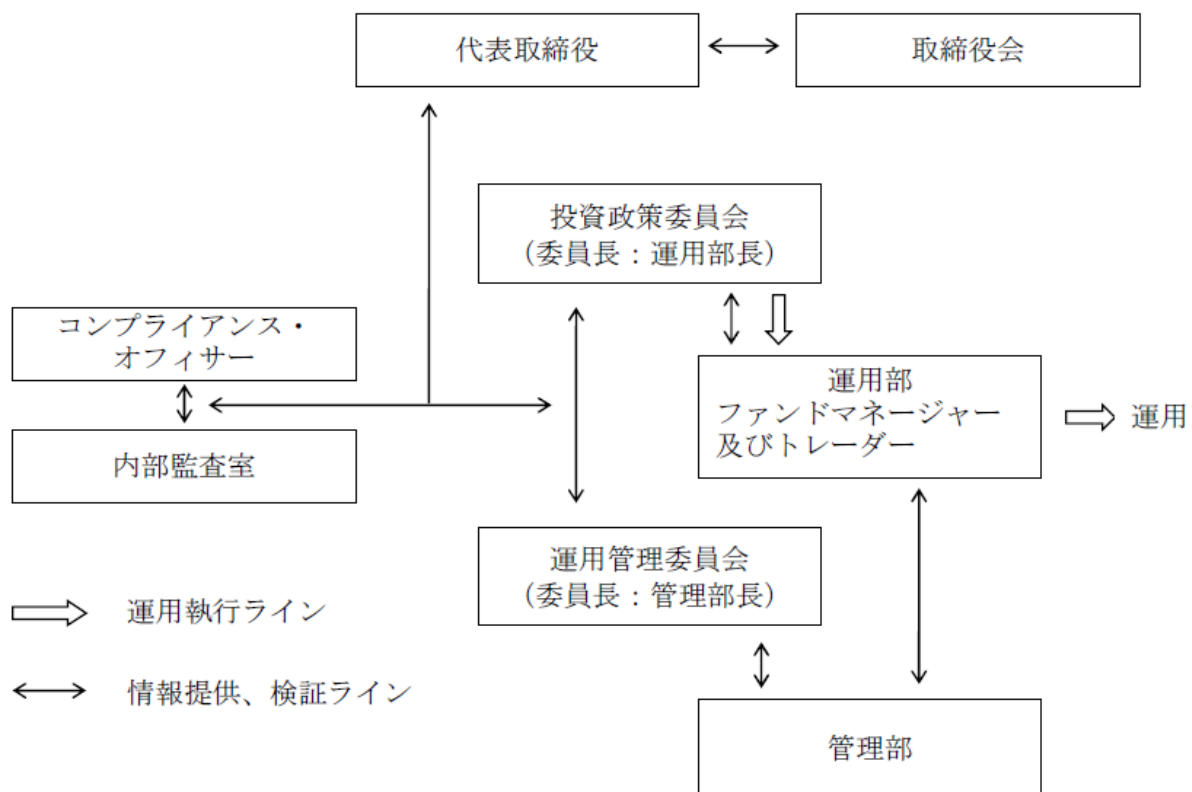 代表取締役
取締役会
投資政策委員会
（委員長：運用部長）
コンプライアンス・
オフィサー
内部監査室
運用部
ファンドマネージャー
及びトレーダー
運用
運用管理委員会
（委員長：管理部長）
運用執行ライン
情報提供、検証ライン
管理部